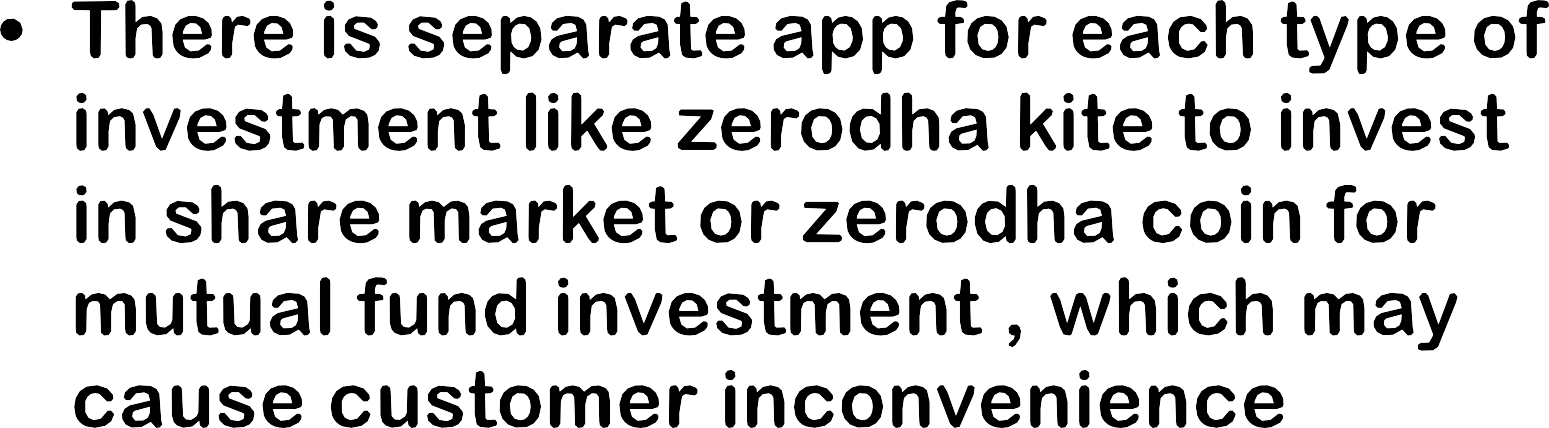 • There is separate app for each type of
investment like zerodha kite to invest
in share market or zerodha coin for
mutual fund investment , which may
cause customer inconvenience